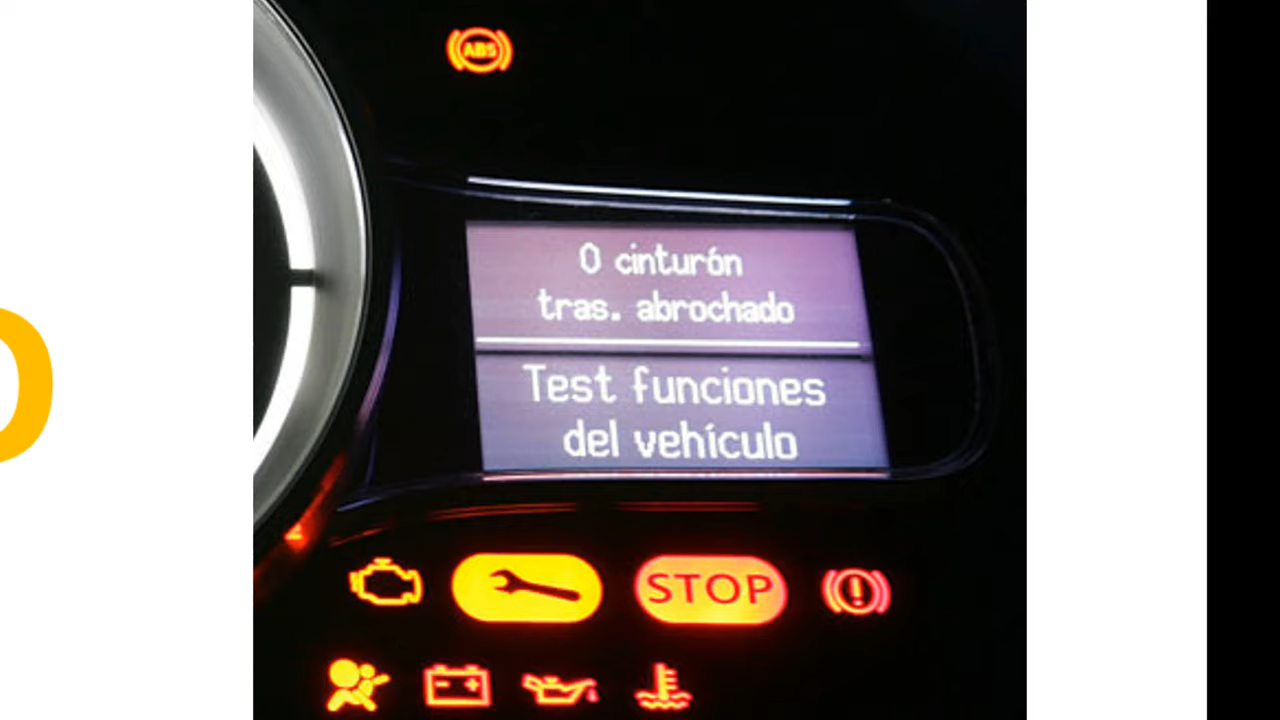 ABS
0 cinturón
tras. abrochado
Test funciones
del vehículo
STOP